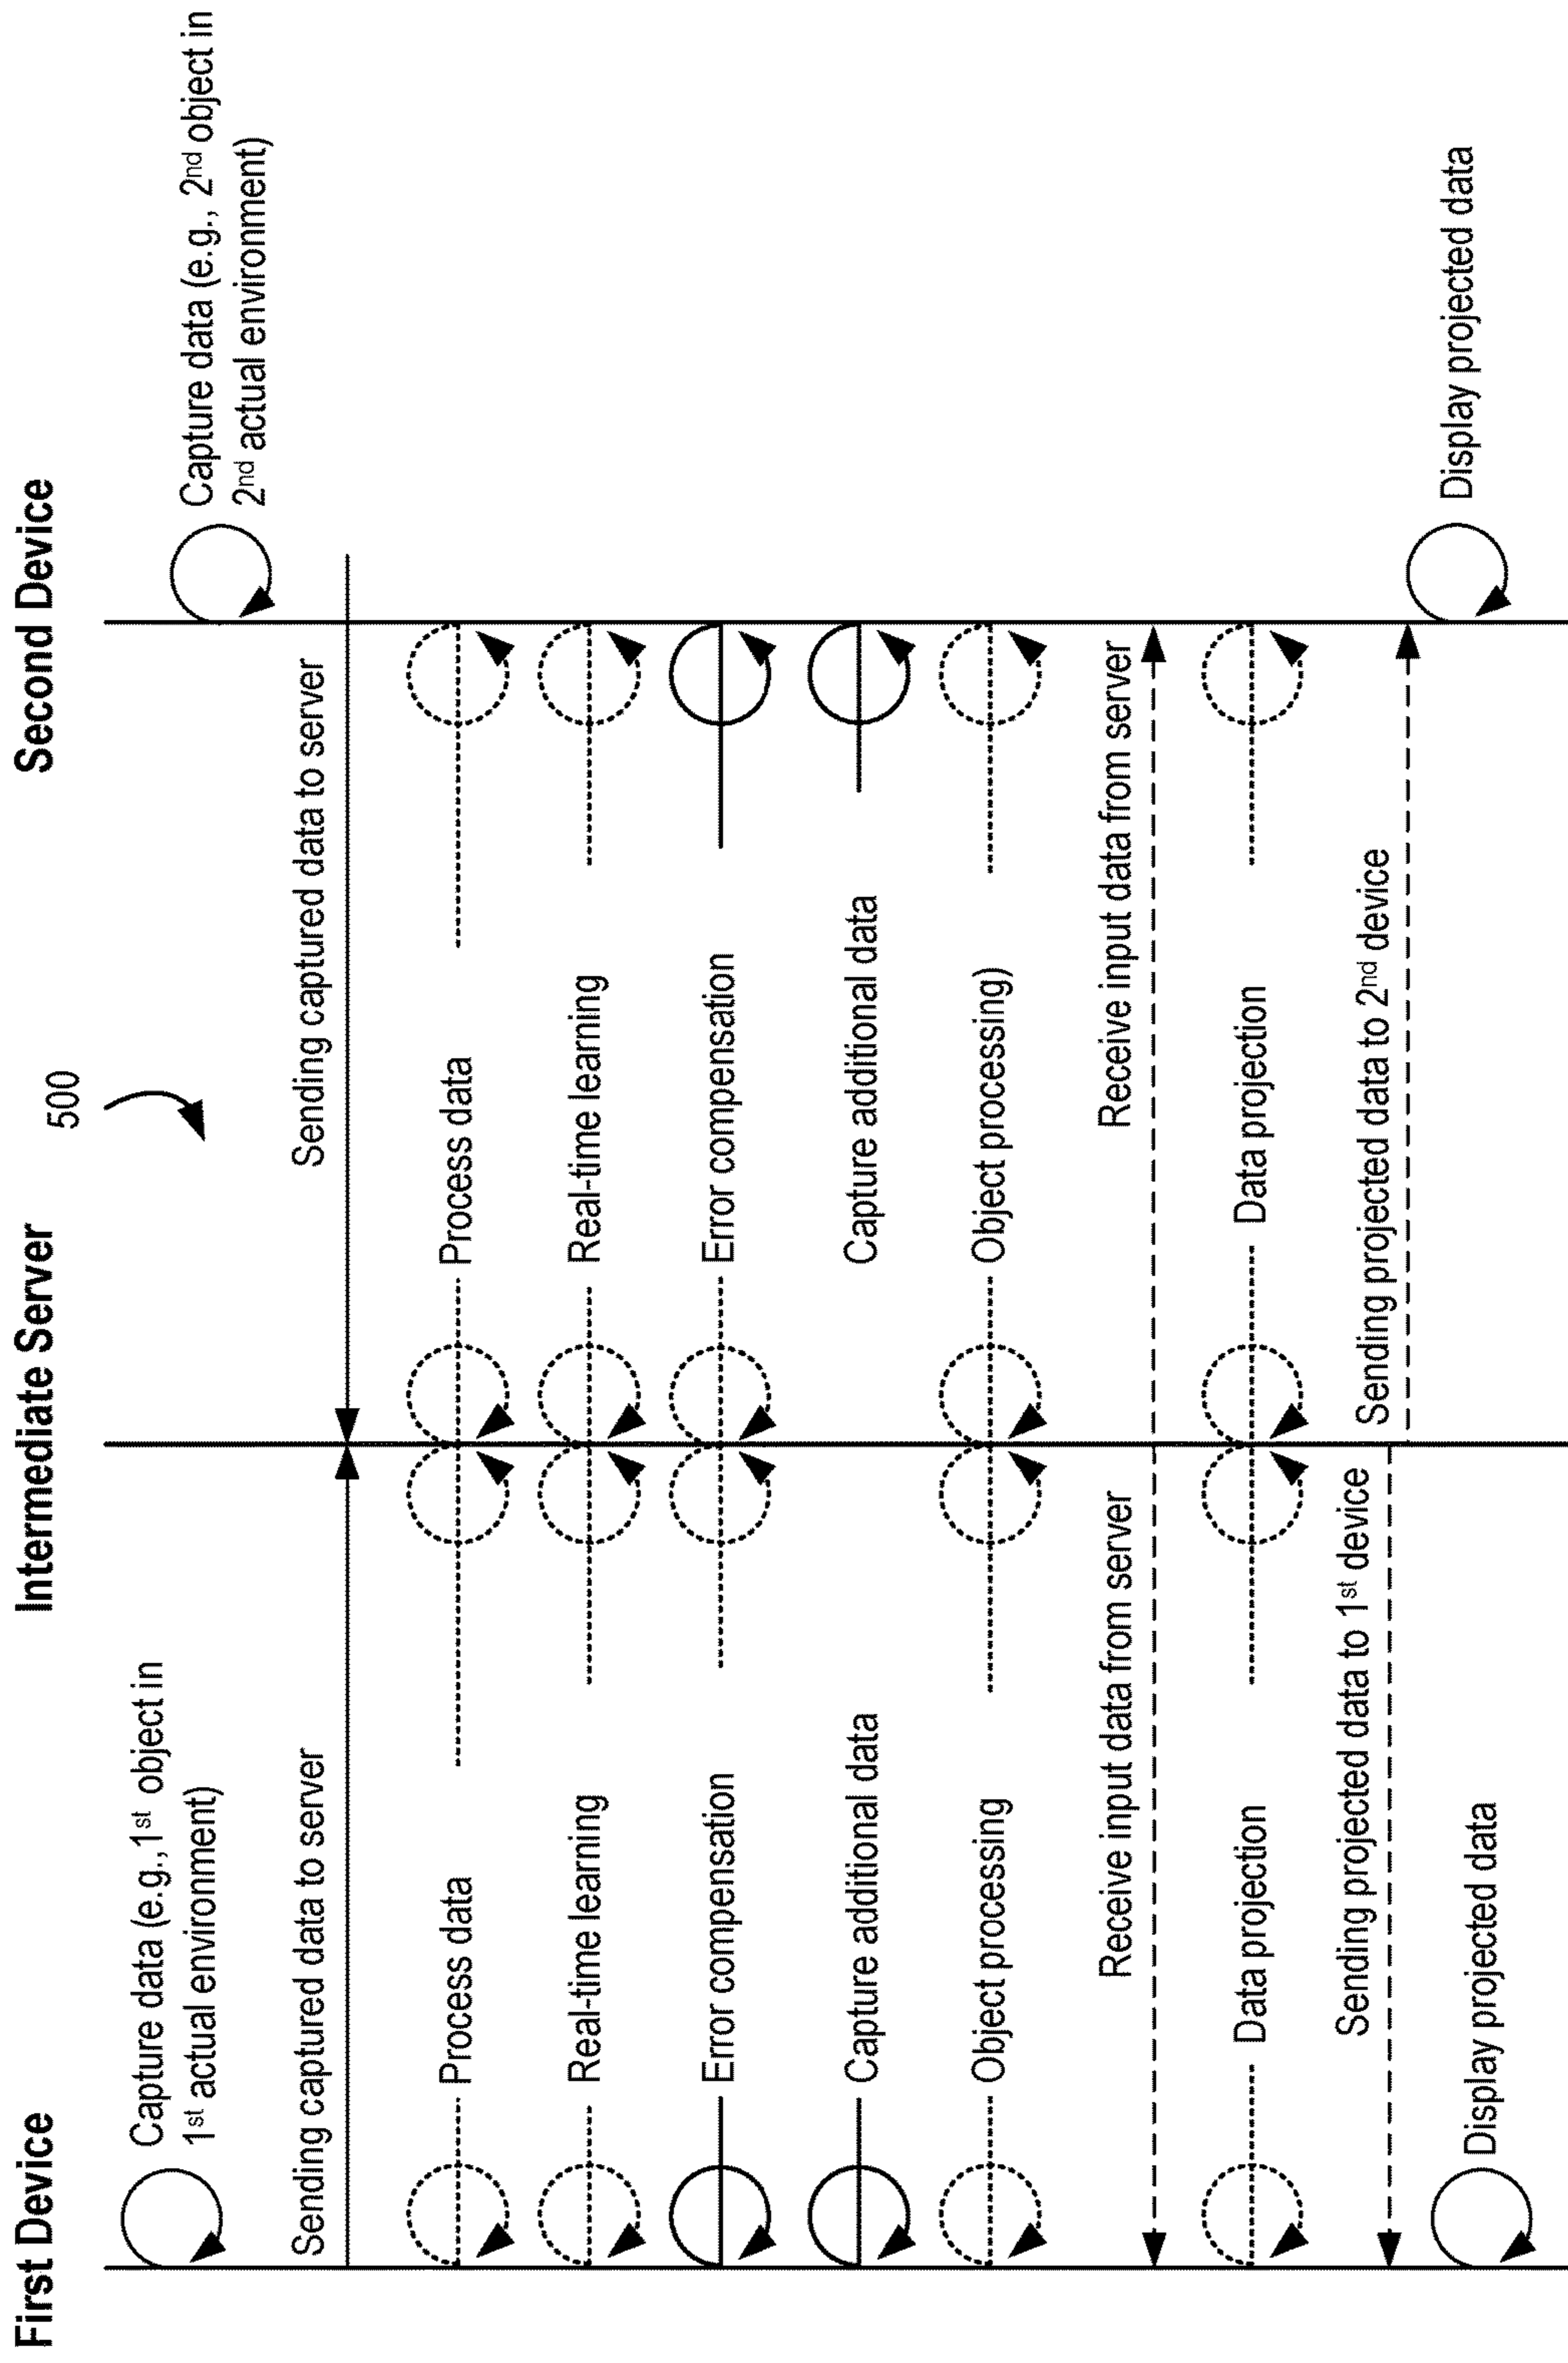 First Device
Intermediate Server
Second Device
500
Capture data (e.g.,1st object in
1st actual environment)
Capture data (e.g., 2nd object in
2nd actual environment)
Sending captured data to server
Sending captured data to server
Process data
Process data
Real-time learning
Real-time learning
Error compensation
Error compensation
Capture additional data
Capture additional data
Object processing
Object processing)
Receive input data from server
Receive input data from server
Data projection
Data projection
Sending projected data to 1st device
Sending projected data to 2nd device
Display projected data
Display projected data